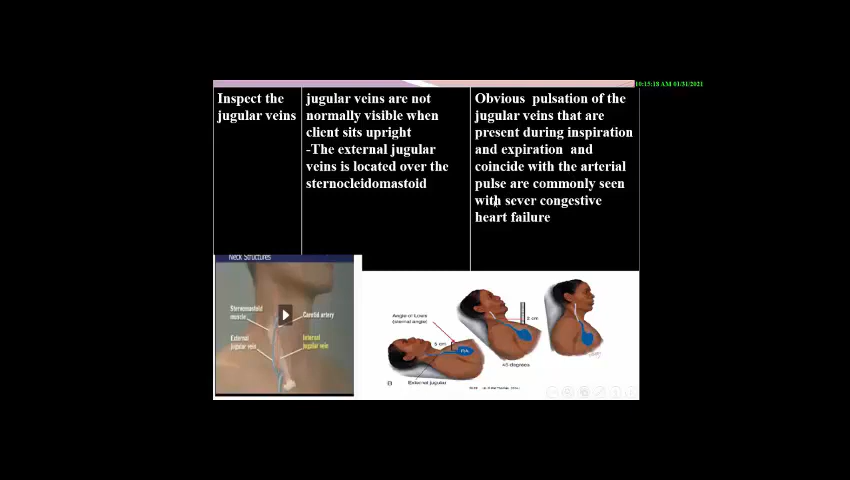 10:15:18 AM 01/31/2021
Inspect the
jugular veins
jugular veins are not
normally visible when
client sits upright
-The external jugular
veins is located over the
sternocleidomastoid
Obvious pulsation of the
jugular veins that are
present during inspiration
and expiration and
coincide with the arterial
pulse are commonly seen
with sever congestive
heart failure
Neck Structures
Sternomastoid
muscle
Carotid artery
External
jugular vein
Internal
jugular vein
Angle of Louis
(sternal angle)
5 cm
External jugular
2 cm
45 degrees